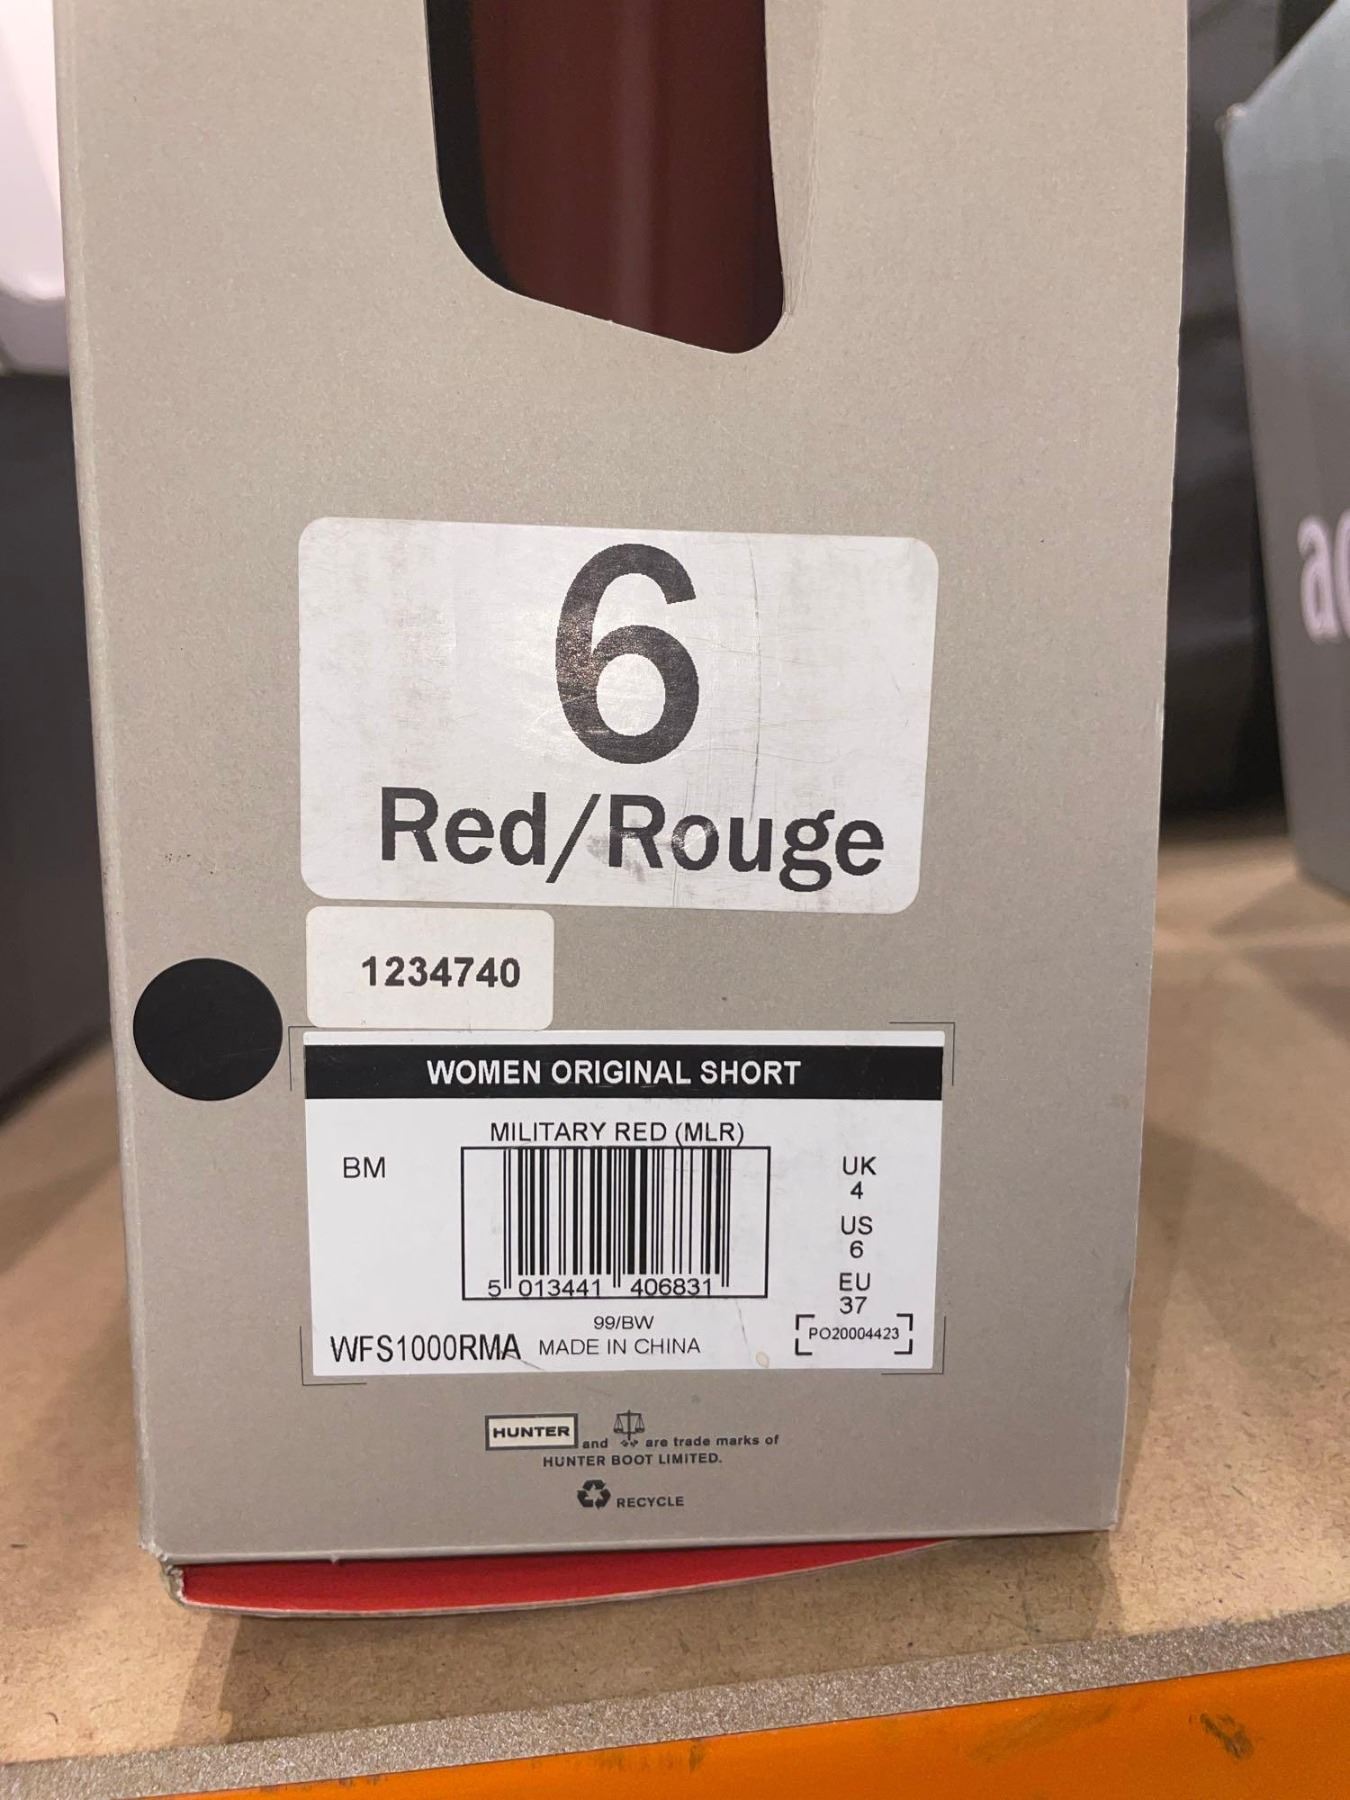 6
Red/Rouge
1234740
WOMEN ORIGINAL SHORT
MILITARY RED (MLR)
BM
UK
4
US
6
EU
37
5 013441 406831
99/BW
PO20004423
WFS1000RMA MADE IN CHINA
HUNTER and are trade marks of
HUNTER BOOT LIMITED.
RECYCLE